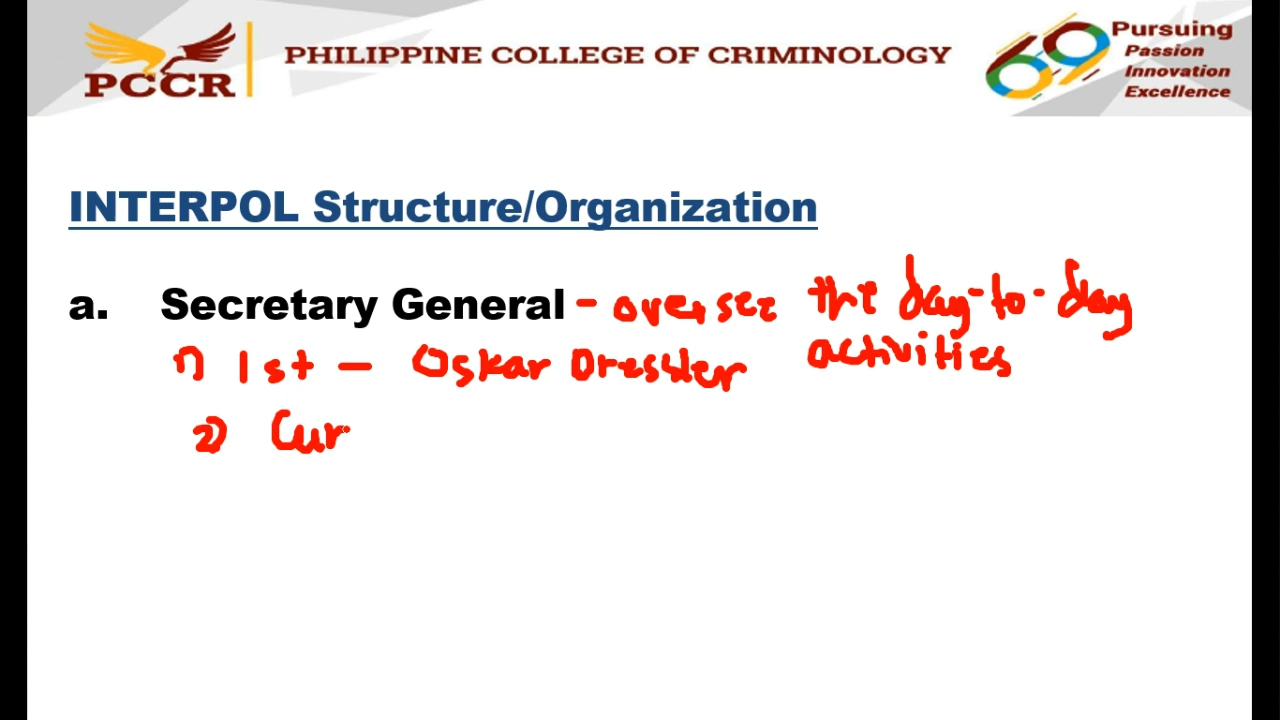 PCCR
PHILIPPINE COLLEGE OF CRIMINOLOGY
69
Pursuing
Passion
Innovation
Excellence
INTERPOL Structure/Organization
a. Secretary General - oversee the day-to-day
activities
1) 1st - Oskar Dressler
2) Cur